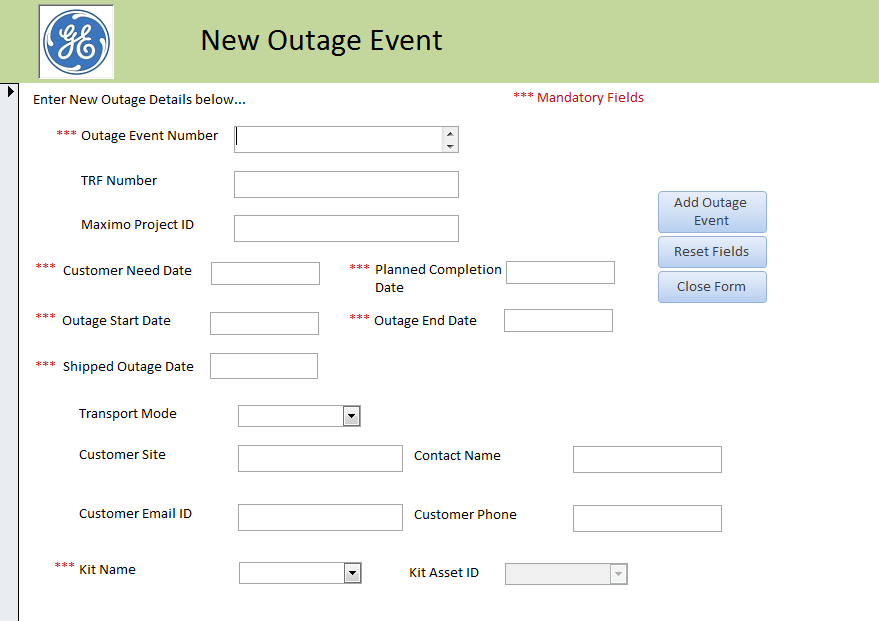 GE
New Outage Event
Enter New Outage Details below...
*** Mandatory Fields
*** Outage Event Number
TRF Number
Maximo Project ID
Add Outage
Event
Reset Fields
Close Form
*** Customer Need Date
*** Planned Completion
Date
*** Outage Start Date
*** Outage End Date
*** Shipped Outage Date
Transport Mode
Customer Site
Contact Name
Customer Email ID
Customer Phone
*** Kit Name
Kit Asset ID